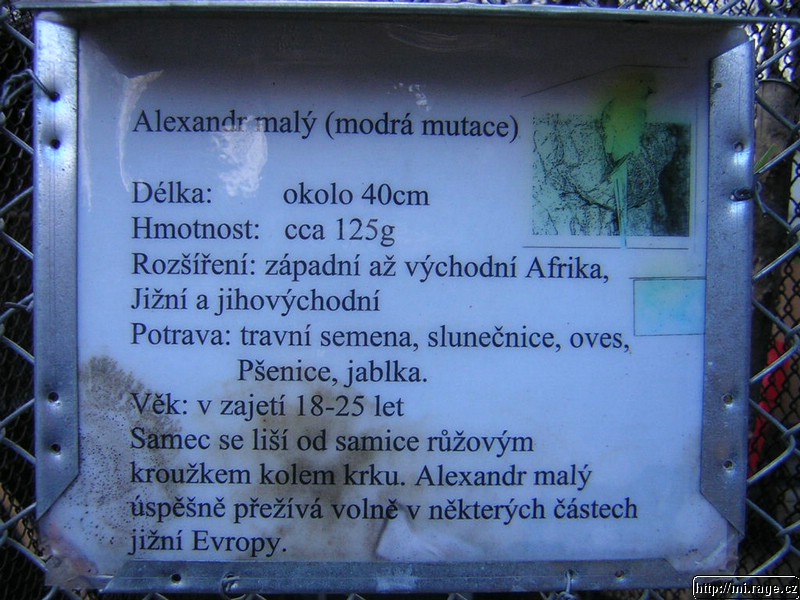 Alexandr malý (modrá mutace)
Délka: okolo 40cm
Hmotnost: cca 125g
Rozšíření: západní až východní Afrika,
Jižní a jihovýchodní
Potrava: travní semena, slunečnice, oves,
Pšenice, jablka.
Věk: v zajetí 18-25 let
Samec se liší od samice růžovým
kroužkem kolem krku. Alexandr malý
úspěšně přežívá volně v některých částech
jižní Evropy.
http://mi.rage.cz